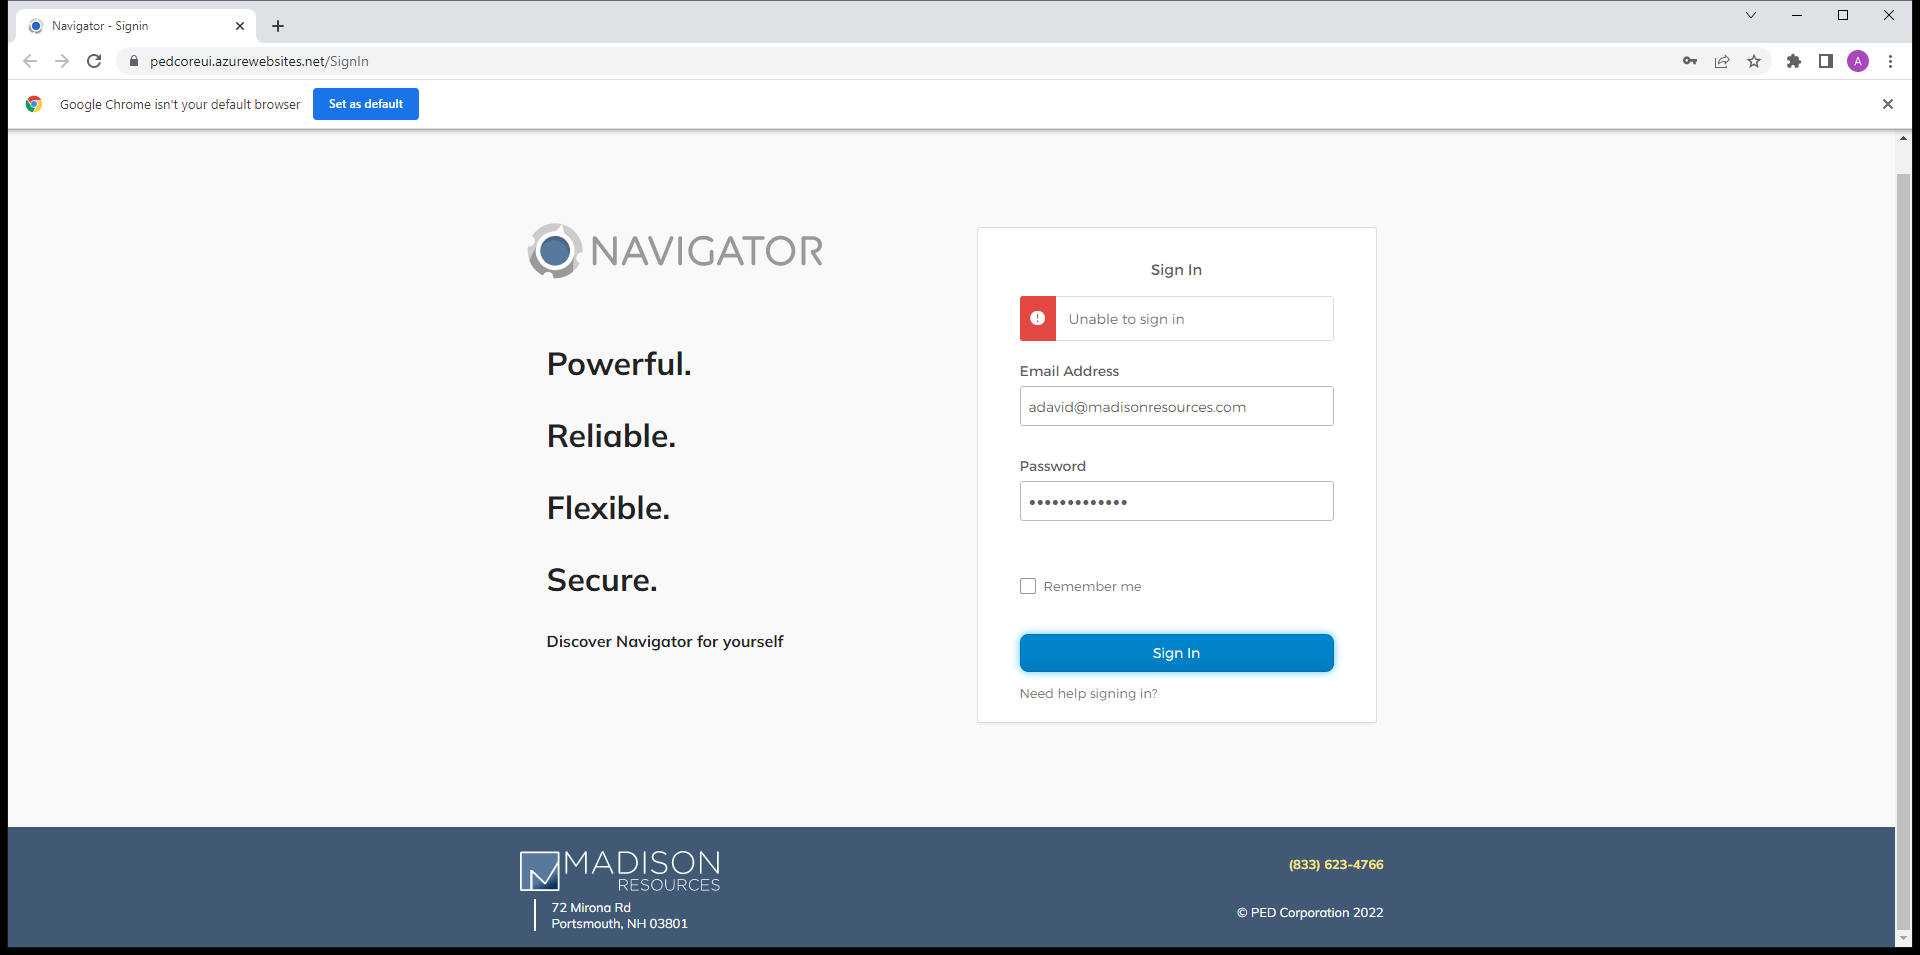 Navigator - Signin
pedcoreui.azurewebsites.net/SignIn
A
Google Chrome isn't your default browser
Set as default
NAVIGATOR
Powerful.
Reliable.
Flexible.
Secure.
Discover Navigator for yourself
Sign In
Unable to sign in
Email Address
adavid@madisonresources.com
Password
•••••••••••••
Remember me
Sign In
Need help signing in?
MADISON
RESOURCES
72 Mirona Rd
Portsmouth, NH 03801
(833) 623-4766
© PED Corporation 2022